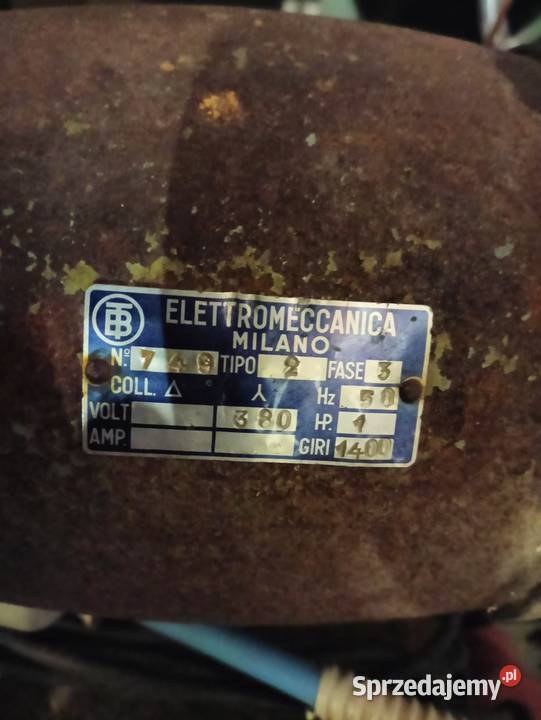 TB ELETTROMECCANICA
MILANO
N.o 749 TIPO 2 FASE 3
COLL. △ ⅄ Hz 50
VOLT 380 HP. 1
AMP. GIRI 1400
Sprzedajemy.pl